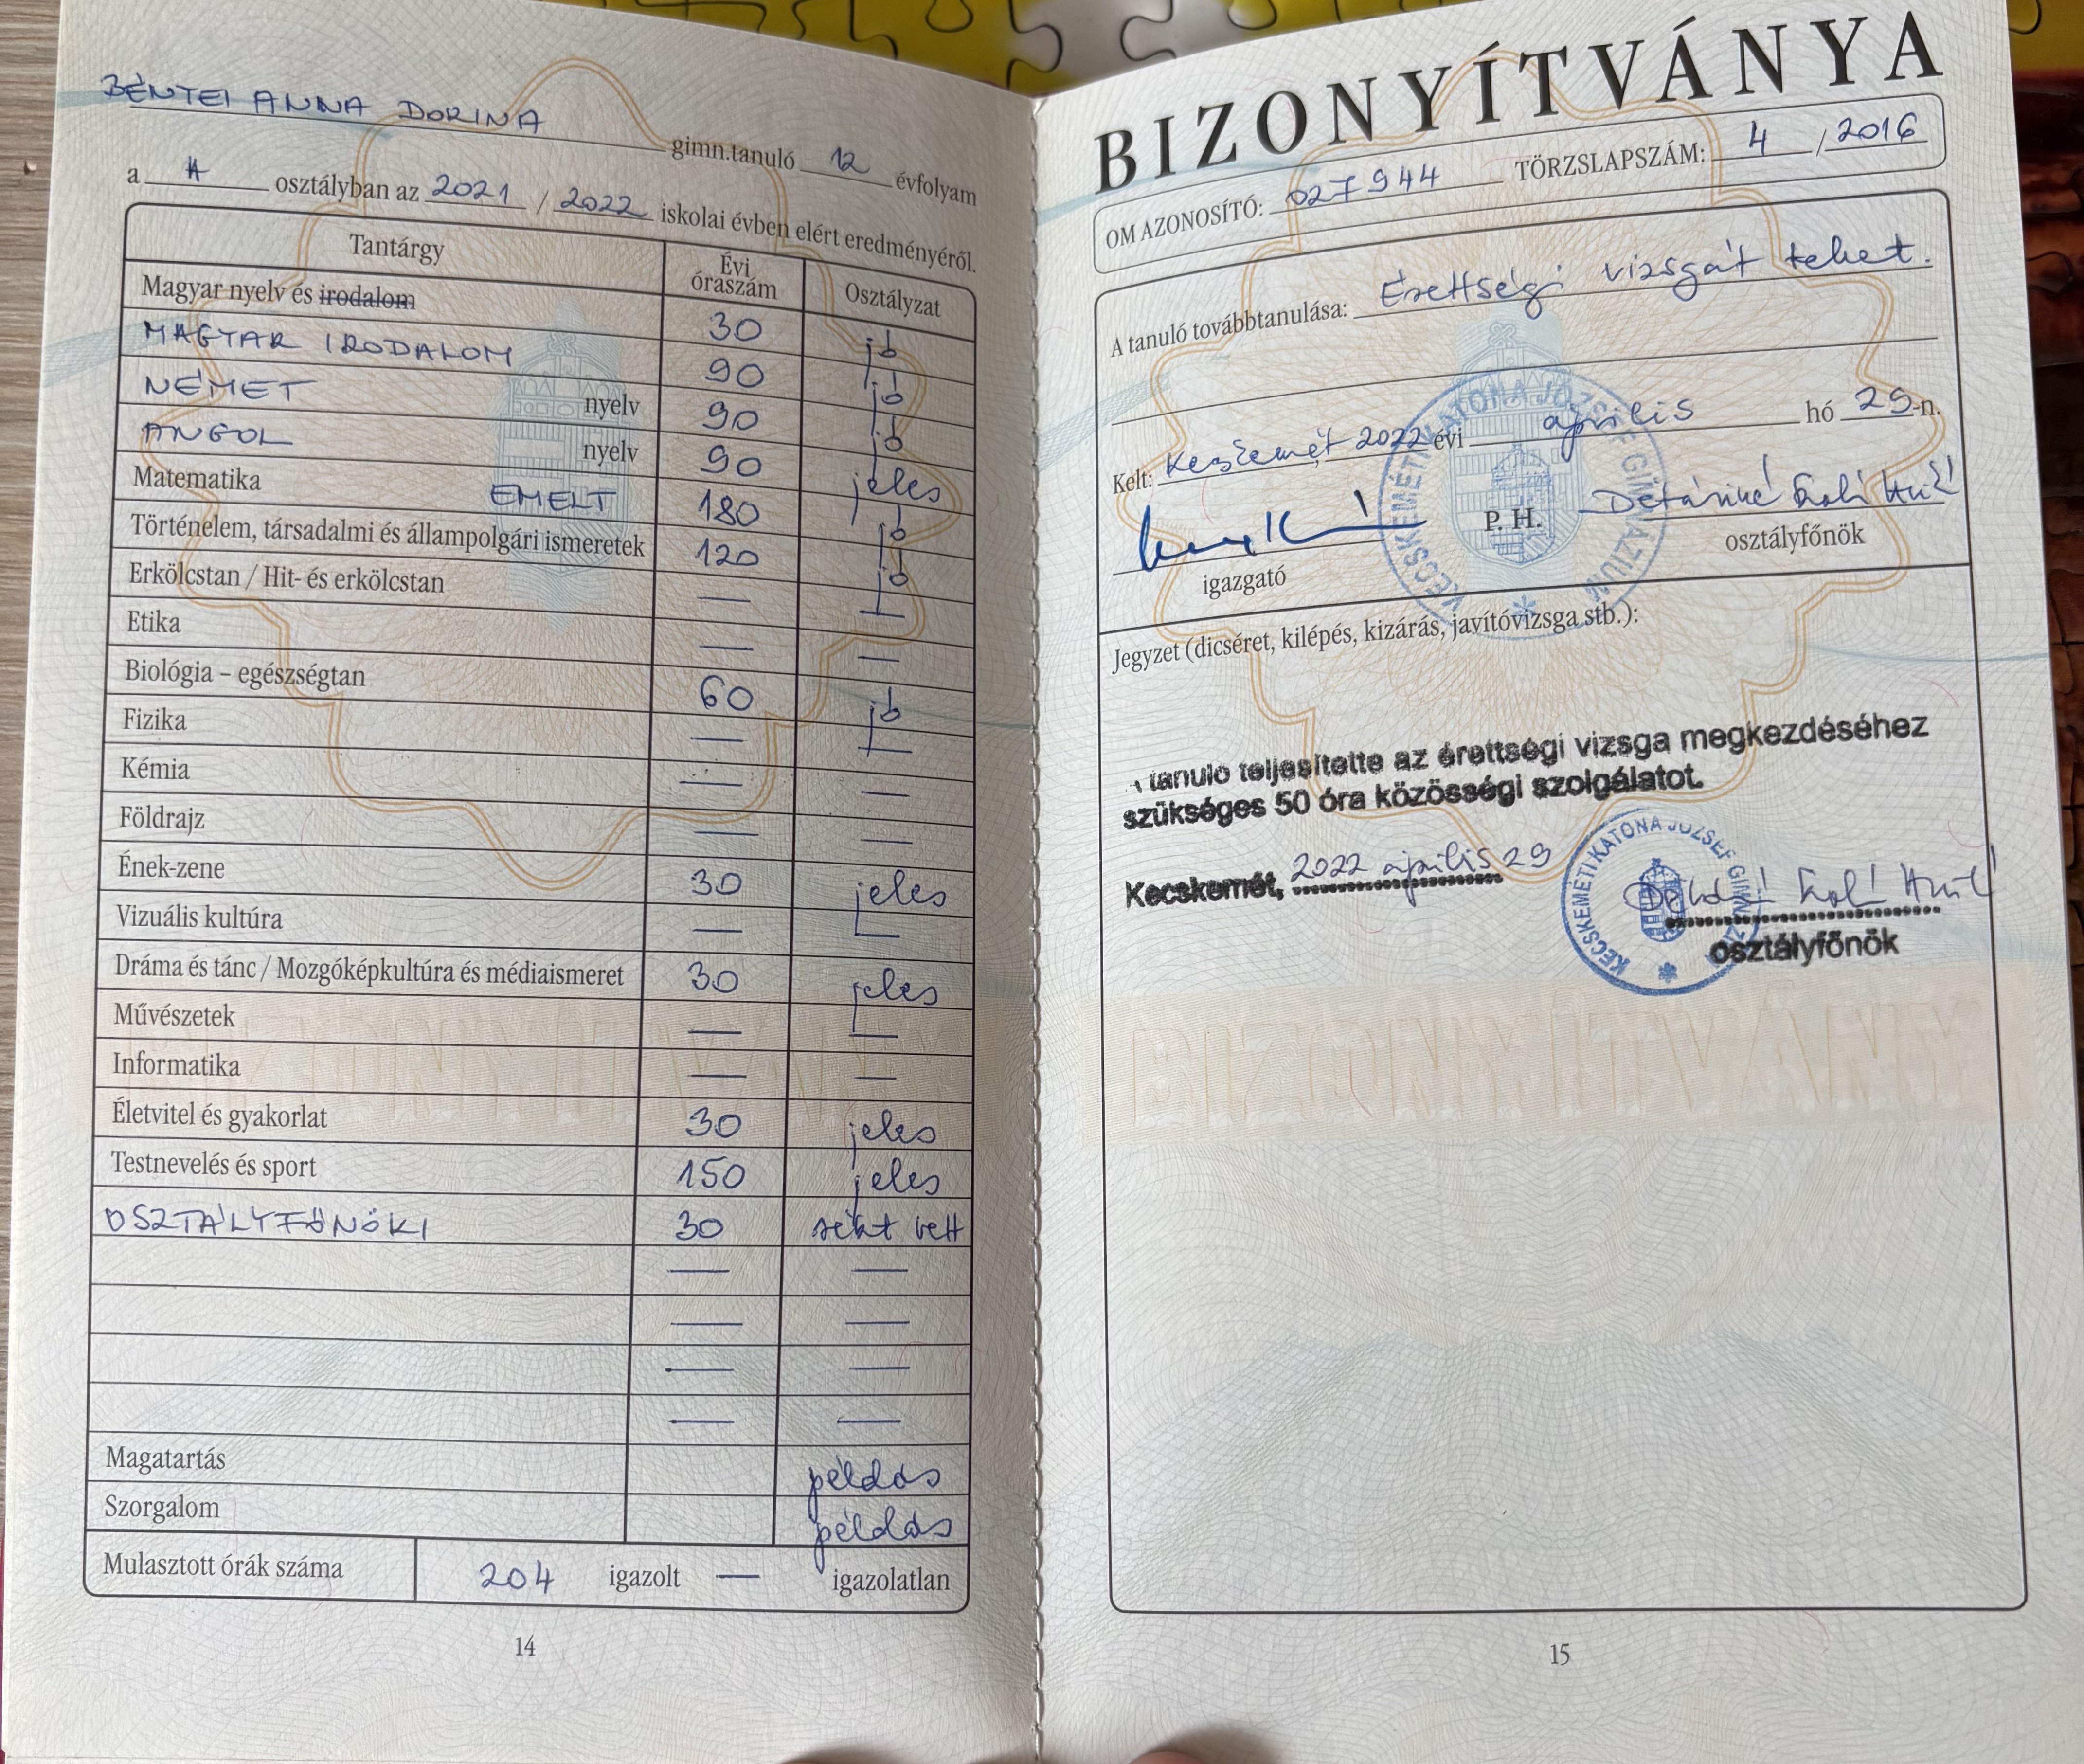 BÉNTEI ANNA DORINA gimn.tanuló 12 évfolyam
a A osztályban az 2021 / 2022 iskolai évben elért eredményéről.
Tantárgy Évi óraszám Osztályzat
Magyar nyelv és irodalom 30 jó
MAGYAR IRODALOM 90 jó
NÉMET nyelv 90 jó
ANGOL nyelv 90 jeles
Matematika EMELT 180 jó
Történelem, társadalmi és állampolgári ismeretek 120 jó
Erkölcstan / Hit- és erkölcstan — —
Etika — —
Biológia – egészségtan 60 jó
Fizika — —
Kémia — —
Földrajz — —
Ének-zene 30 jeles
Vizuális kultúra — —
Dráma és tánc / Mozgóképkultúra és médiaismeret 30 jeles
Művészetek — —
Informatika — —
Életvitel és gyakorlat 30 jeles
Testnevelés és sport 150 jeles
OSZTÁLYFŐNÖKI 30 részt vett
— —
— —
— —
— —
Magatartás példás
Szorgalom példás
Mulasztott órák száma 204 igazolt — igazolatlan
14
BIZONYÍTVÁNYA
OM AZONOSÍTÓ: 027944 TÖRZSLAPSZÁM: 4 / 2016
A tanuló továbbtanulása: Érettségi vizsgát tehet.
Kelt: Kecskemét, 2022 évi április hó 29-n.
P. H.
igazgató osztályfőnök
KECSKEMÉTI KATONA JÓZSEF GIMNÁZIUM
Jegyzet (dicséret, kilépés, kizárás, javítóvizsga stb.):
A tanuló teljesítette az érettségi vizsga megkezdéséhez
szükséges 50 óra közösségi szolgálatot.
Kecskemét, 2022 április 29
osztályfőnök
KECSKEMÉTI KATONA JÓZSEF GIMNÁZIUM
BIZONYÍTVÁNY
15